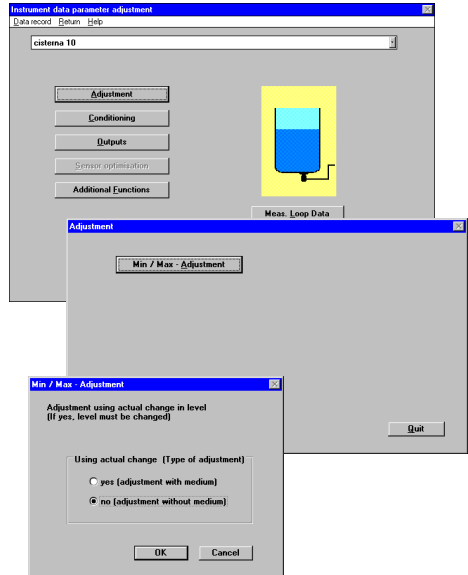 Instrument data parameter adjustment
Data record Return Help
cisterna 10
Adjustment
Conditioning
Outputs
Sensor optimisation
Additional Functions
Meas. Loop Data
Adjustment
Min / Max - Adjustment
Quit
Min / Max - Adjustment
Adjustment using actual change in level
(If yes, level must be changed)
Using actual change (Type of adjustment)
yes (adjustment with medium)
no (adjustment without medium)
OK Cancel